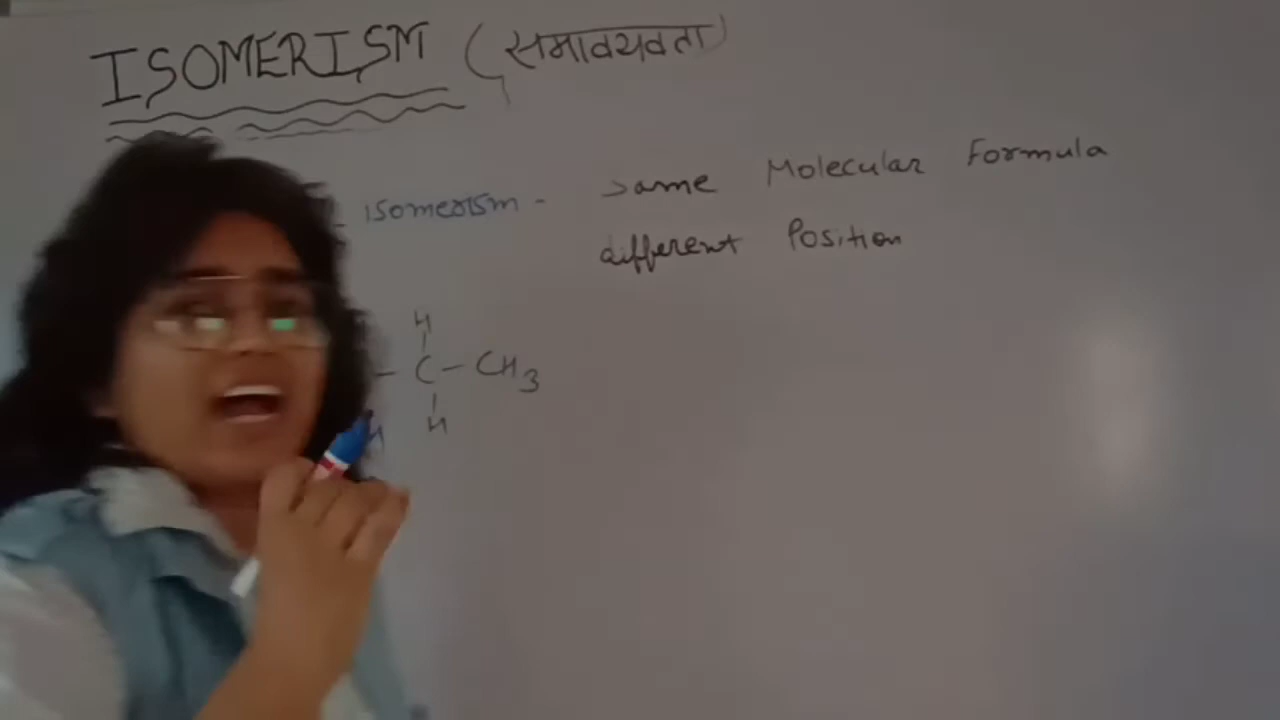 ISOMERISM (समावयवता)
isomerism - Same Molecular Formula
different Position
H
- C - CH3
H H